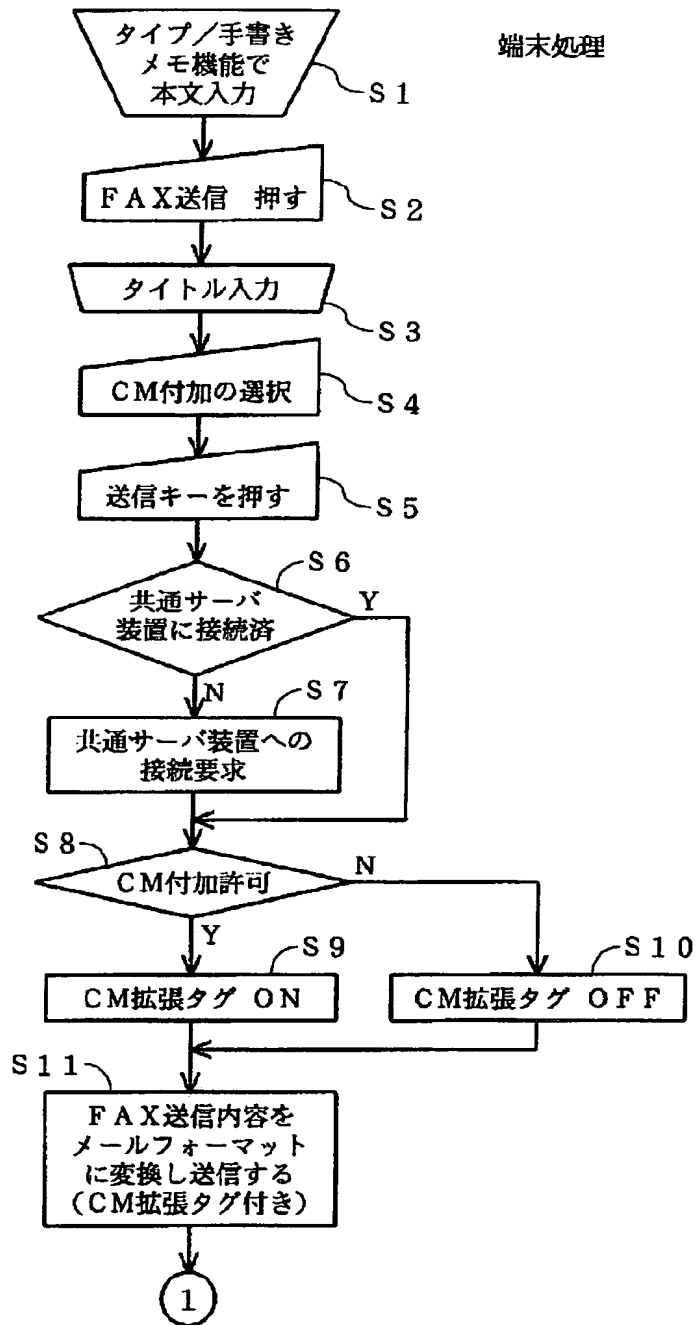 端末処理
タイプ／手書き
メモ機能で
本文入力
S1
FAX送信 押す
S2
タイトル入力
S3
CM付加の選択
S4
送信キーを押す
S5
S6
共通サーバ
装置に接続済
Y
N
S7
共通サーバ装置への
接続要求
S8
CM付加許可
N
Y
S9
S10
CM拡張タグ ON
CM拡張タグ OFF
S11
FAX送信内容を
メールフォーマット
に変換し送信する
（CM拡張タグ付き）
1